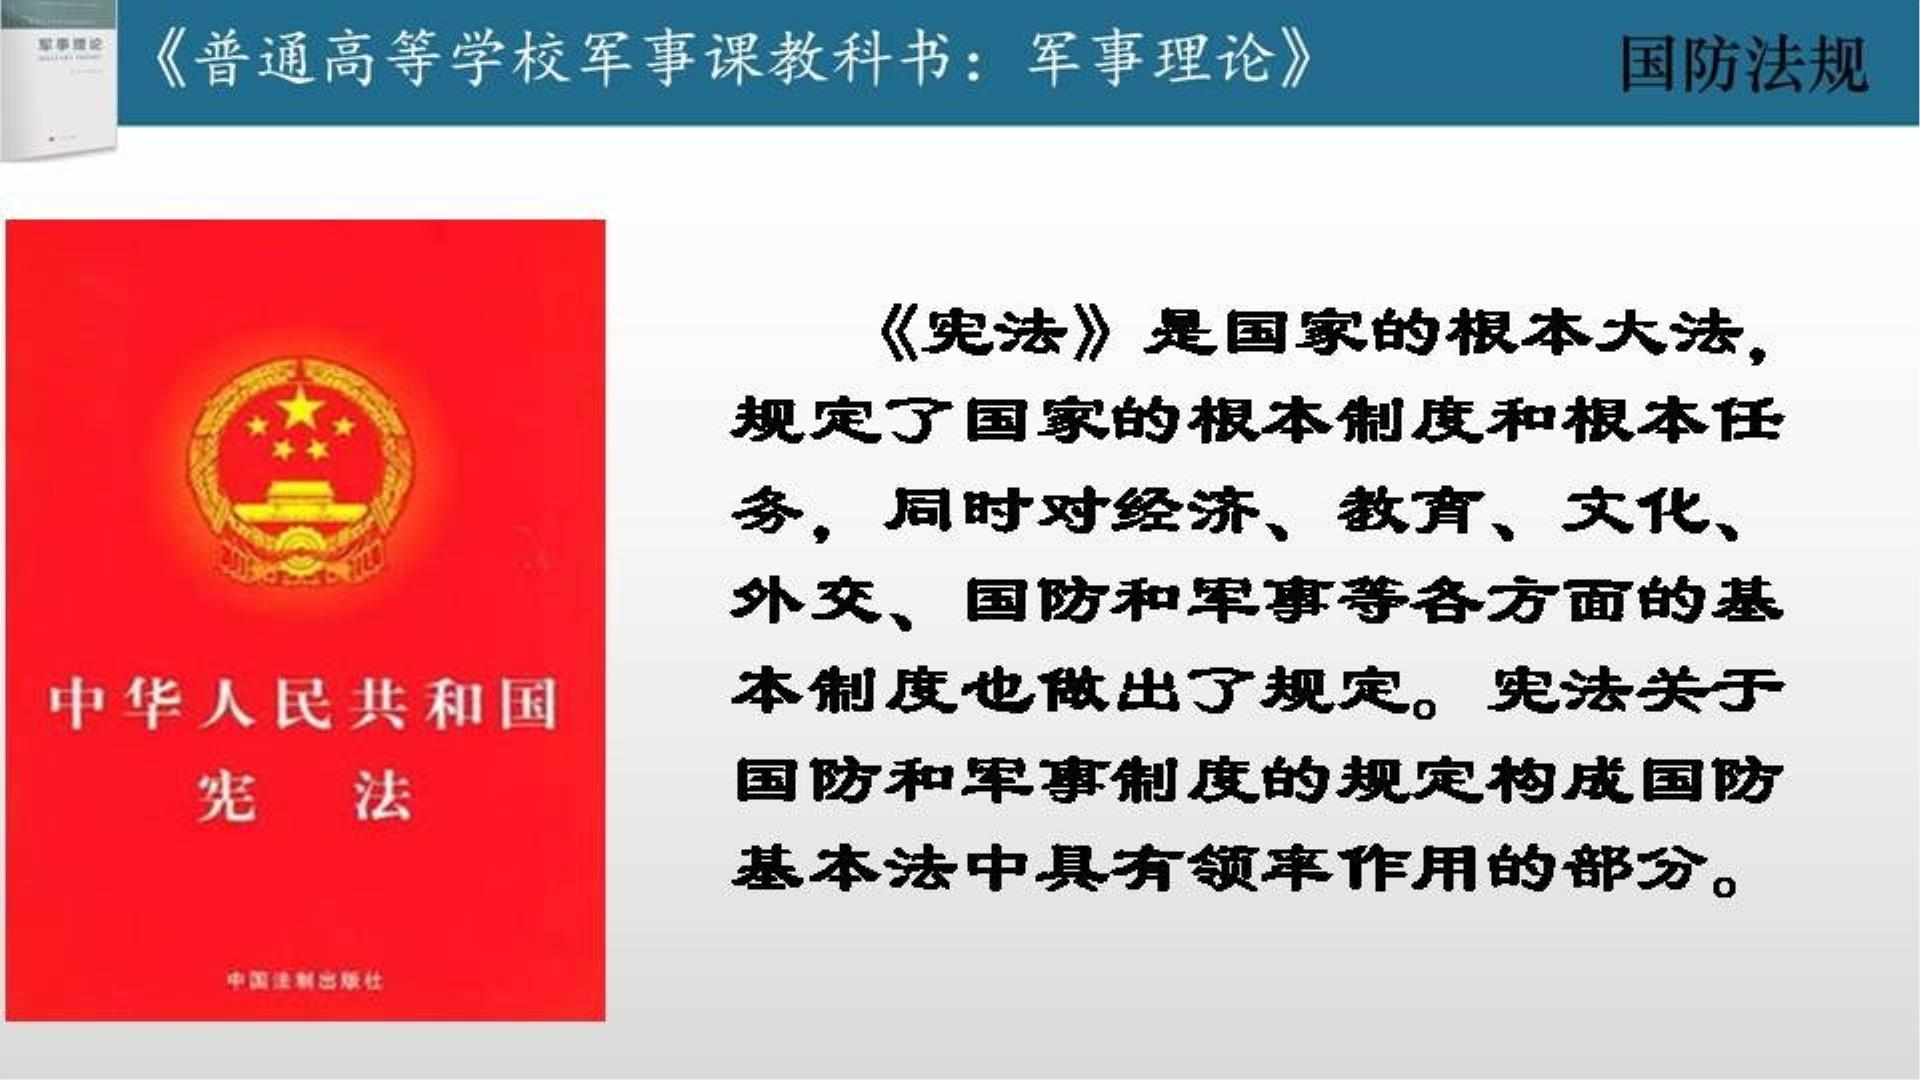 军事理论
《普通高等学校军事课教科书：军事理论》
国防法规
中华人民共和国
宪 法
中国法制出版社
《宪法》是国家的根本大法，
规定了国家的根本制度和根本任
务，同时对经济、教育、文化、
外交、国防和军事等各方面的基
本制度也做出了规定。宪法关于
国防和军事制度的规定构成国防
基本法中具有领率作用的部分。